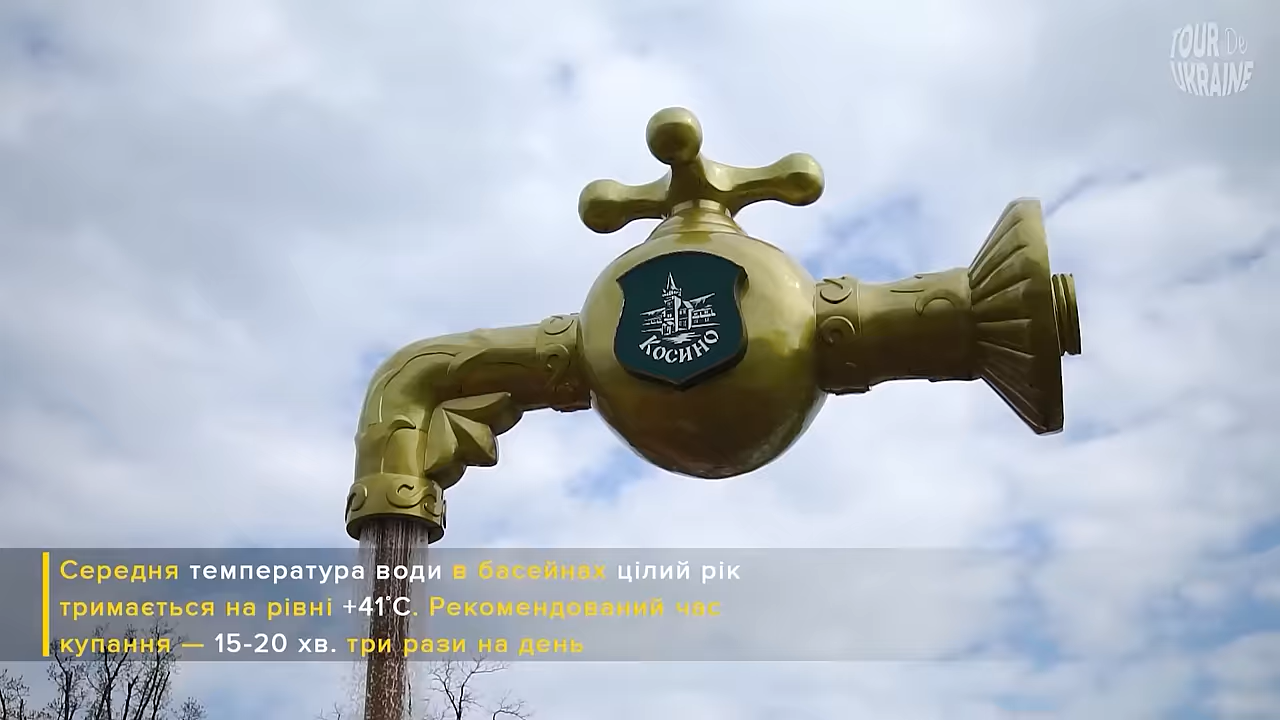 TOUR De
UKRAINE
КОСИНО
Середня температура води в басейнах цілий рік
тримається на рівні +41°C. Рекомендований час
купання — 15-20 хв. три рази на день